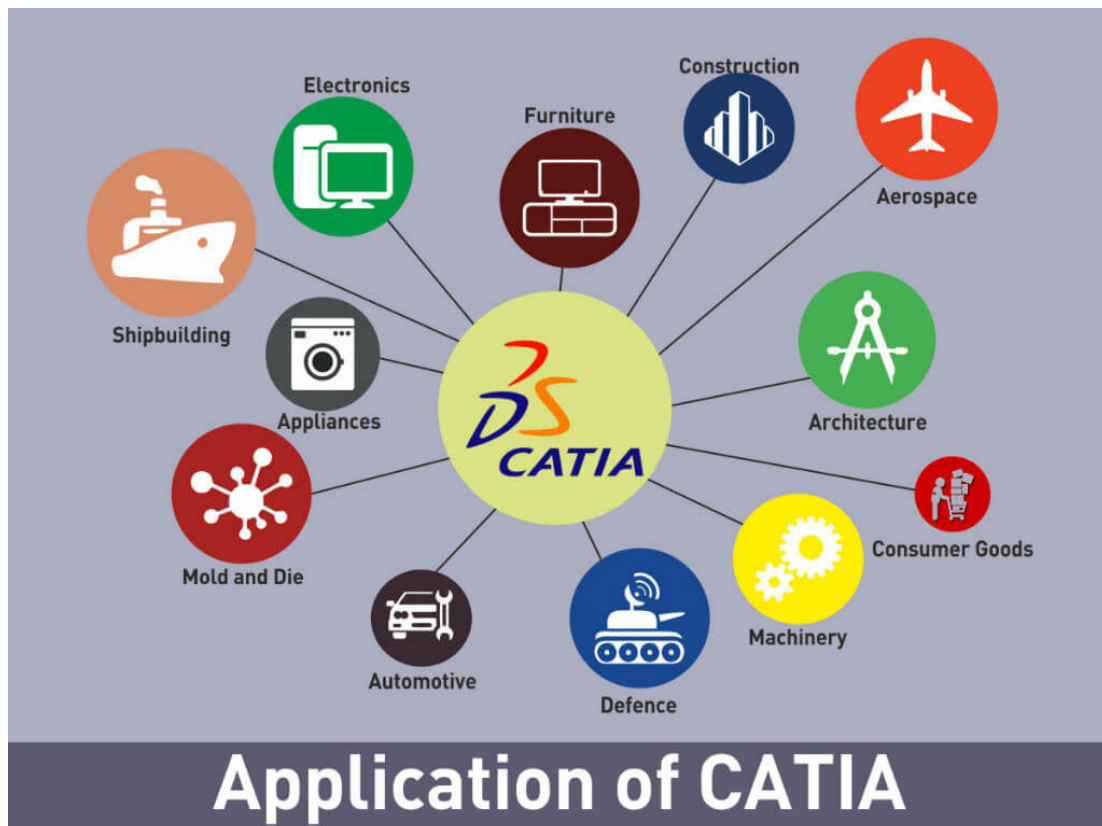 Construction
Electronics
Furniture
Aerospace
Shipbuilding
Appliances
Architecture
DS
CATIA
Mold and Die
Consumer Goods
Machinery
Automotive
Defence
Application of CATIA